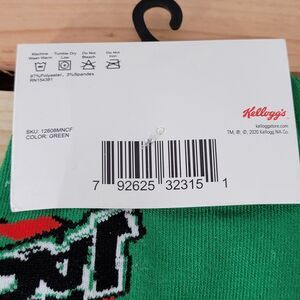 Machine Wash Warm
Tumble Dry Low
Do Not Bleach
Do Not Iron
97%Polyester, 3%Spandex
RN154381
Kellogg's
kelloggstore.com
TM, ®, ©, 2020 Kellogg NA Co.
SKU: 12608MNCF
COLOR: GREEN
7 92625 32315 1